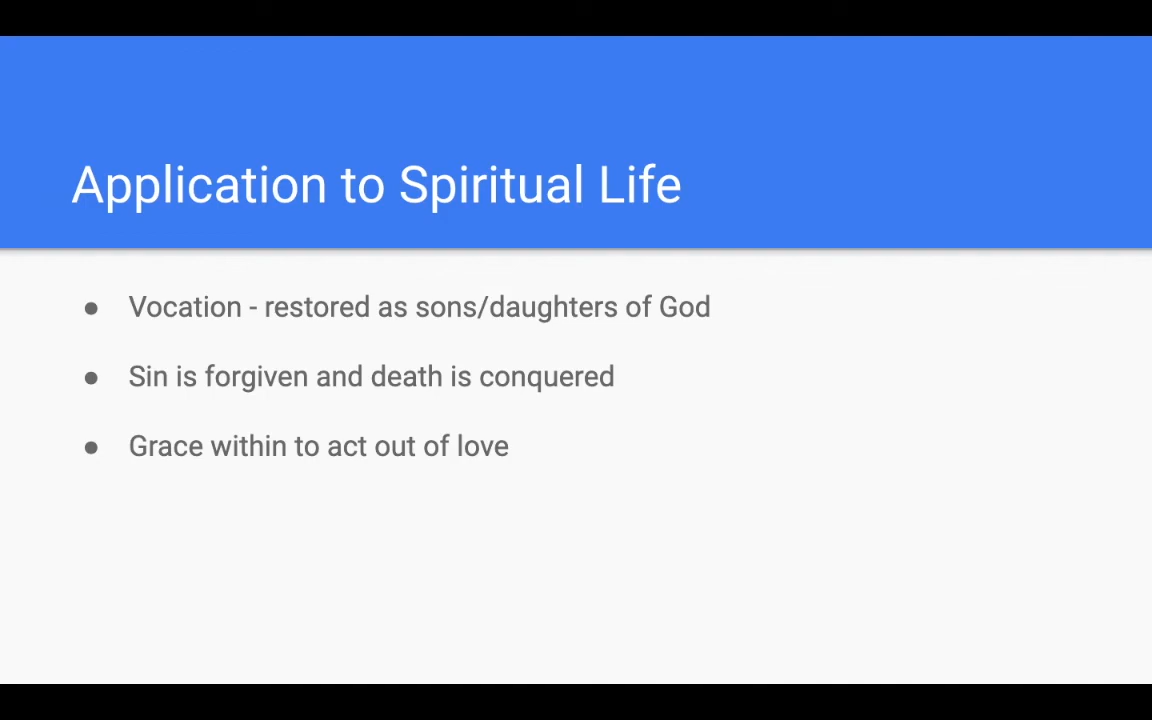 Application to Spiritual Life
● Vocation - restored as sons/daughters of God
● Sin is forgiven and death is conquered
● Grace within to act out of love